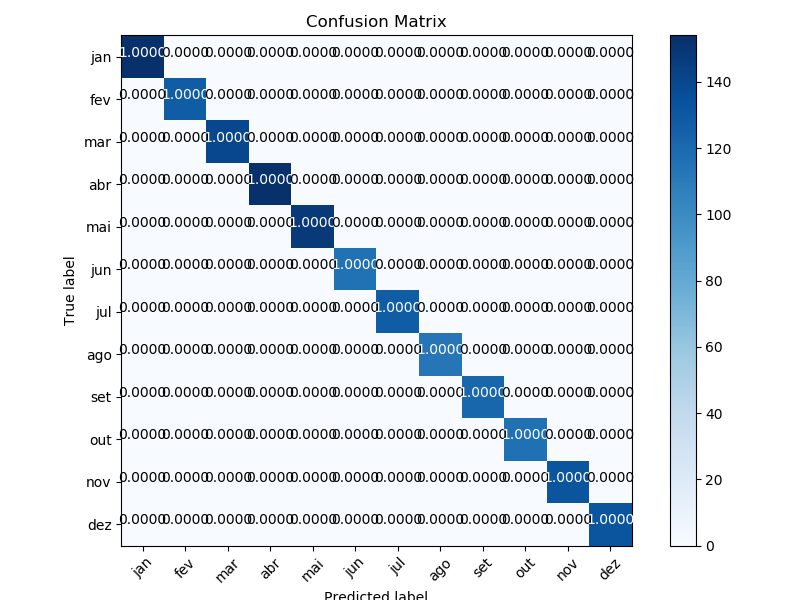 Confusion Matrix
jan 1.0000 0.0000 0.0000 0.0000 0.0000 0.0000 0.0000 0.0000 0.0000 0.0000 0.0000 0.0000
fev 0.0000 1.0000 0.0000 0.0000 0.0000 0.0000 0.0000 0.0000 0.0000 0.0000 0.0000 0.0000
mar 0.0000 0.0000 1.0000 0.0000 0.0000 0.0000 0.0000 0.0000 0.0000 0.0000 0.0000 0.0000
abr 0.0000 0.0000 0.0000 1.0000 0.0000 0.0000 0.0000 0.0000 0.0000 0.0000 0.0000 0.0000
mai 0.0000 0.0000 0.0000 0.0000 1.0000 0.0000 0.0000 0.0000 0.0000 0.0000 0.0000 0.0000
jun 0.0000 0.0000 0.0000 0.0000 0.0000 1.0000 0.0000 0.0000 0.0000 0.0000 0.0000 0.0000
jul 0.0000 0.0000 0.0000 0.0000 0.0000 0.0000 1.0000 0.0000 0.0000 0.0000 0.0000 0.0000
ago 0.0000 0.0000 0.0000 0.0000 0.0000 0.0000 0.0000 1.0000 0.0000 0.0000 0.0000 0.0000
set 0.0000 0.0000 0.0000 0.0000 0.0000 0.0000 0.0000 0.0000 1.0000 0.0000 0.0000 0.0000
out 0.0000 0.0000 0.0000 0.0000 0.0000 0.0000 0.0000 0.0000 0.0000 1.0000 0.0000 0.0000
nov 0.0000 0.0000 0.0000 0.0000 0.0000 0.0000 0.0000 0.0000 0.0000 0.0000 1.0000 0.0000
dez 0.0000 0.0000 0.0000 0.0000 0.0000 0.0000 0.0000 0.0000 0.0000 0.0000 0.0000 1.0000
jan fev mar abr mai jun jul ago set out nov dez
True label
Predicted label
140
120
100
80
60
40
20
0